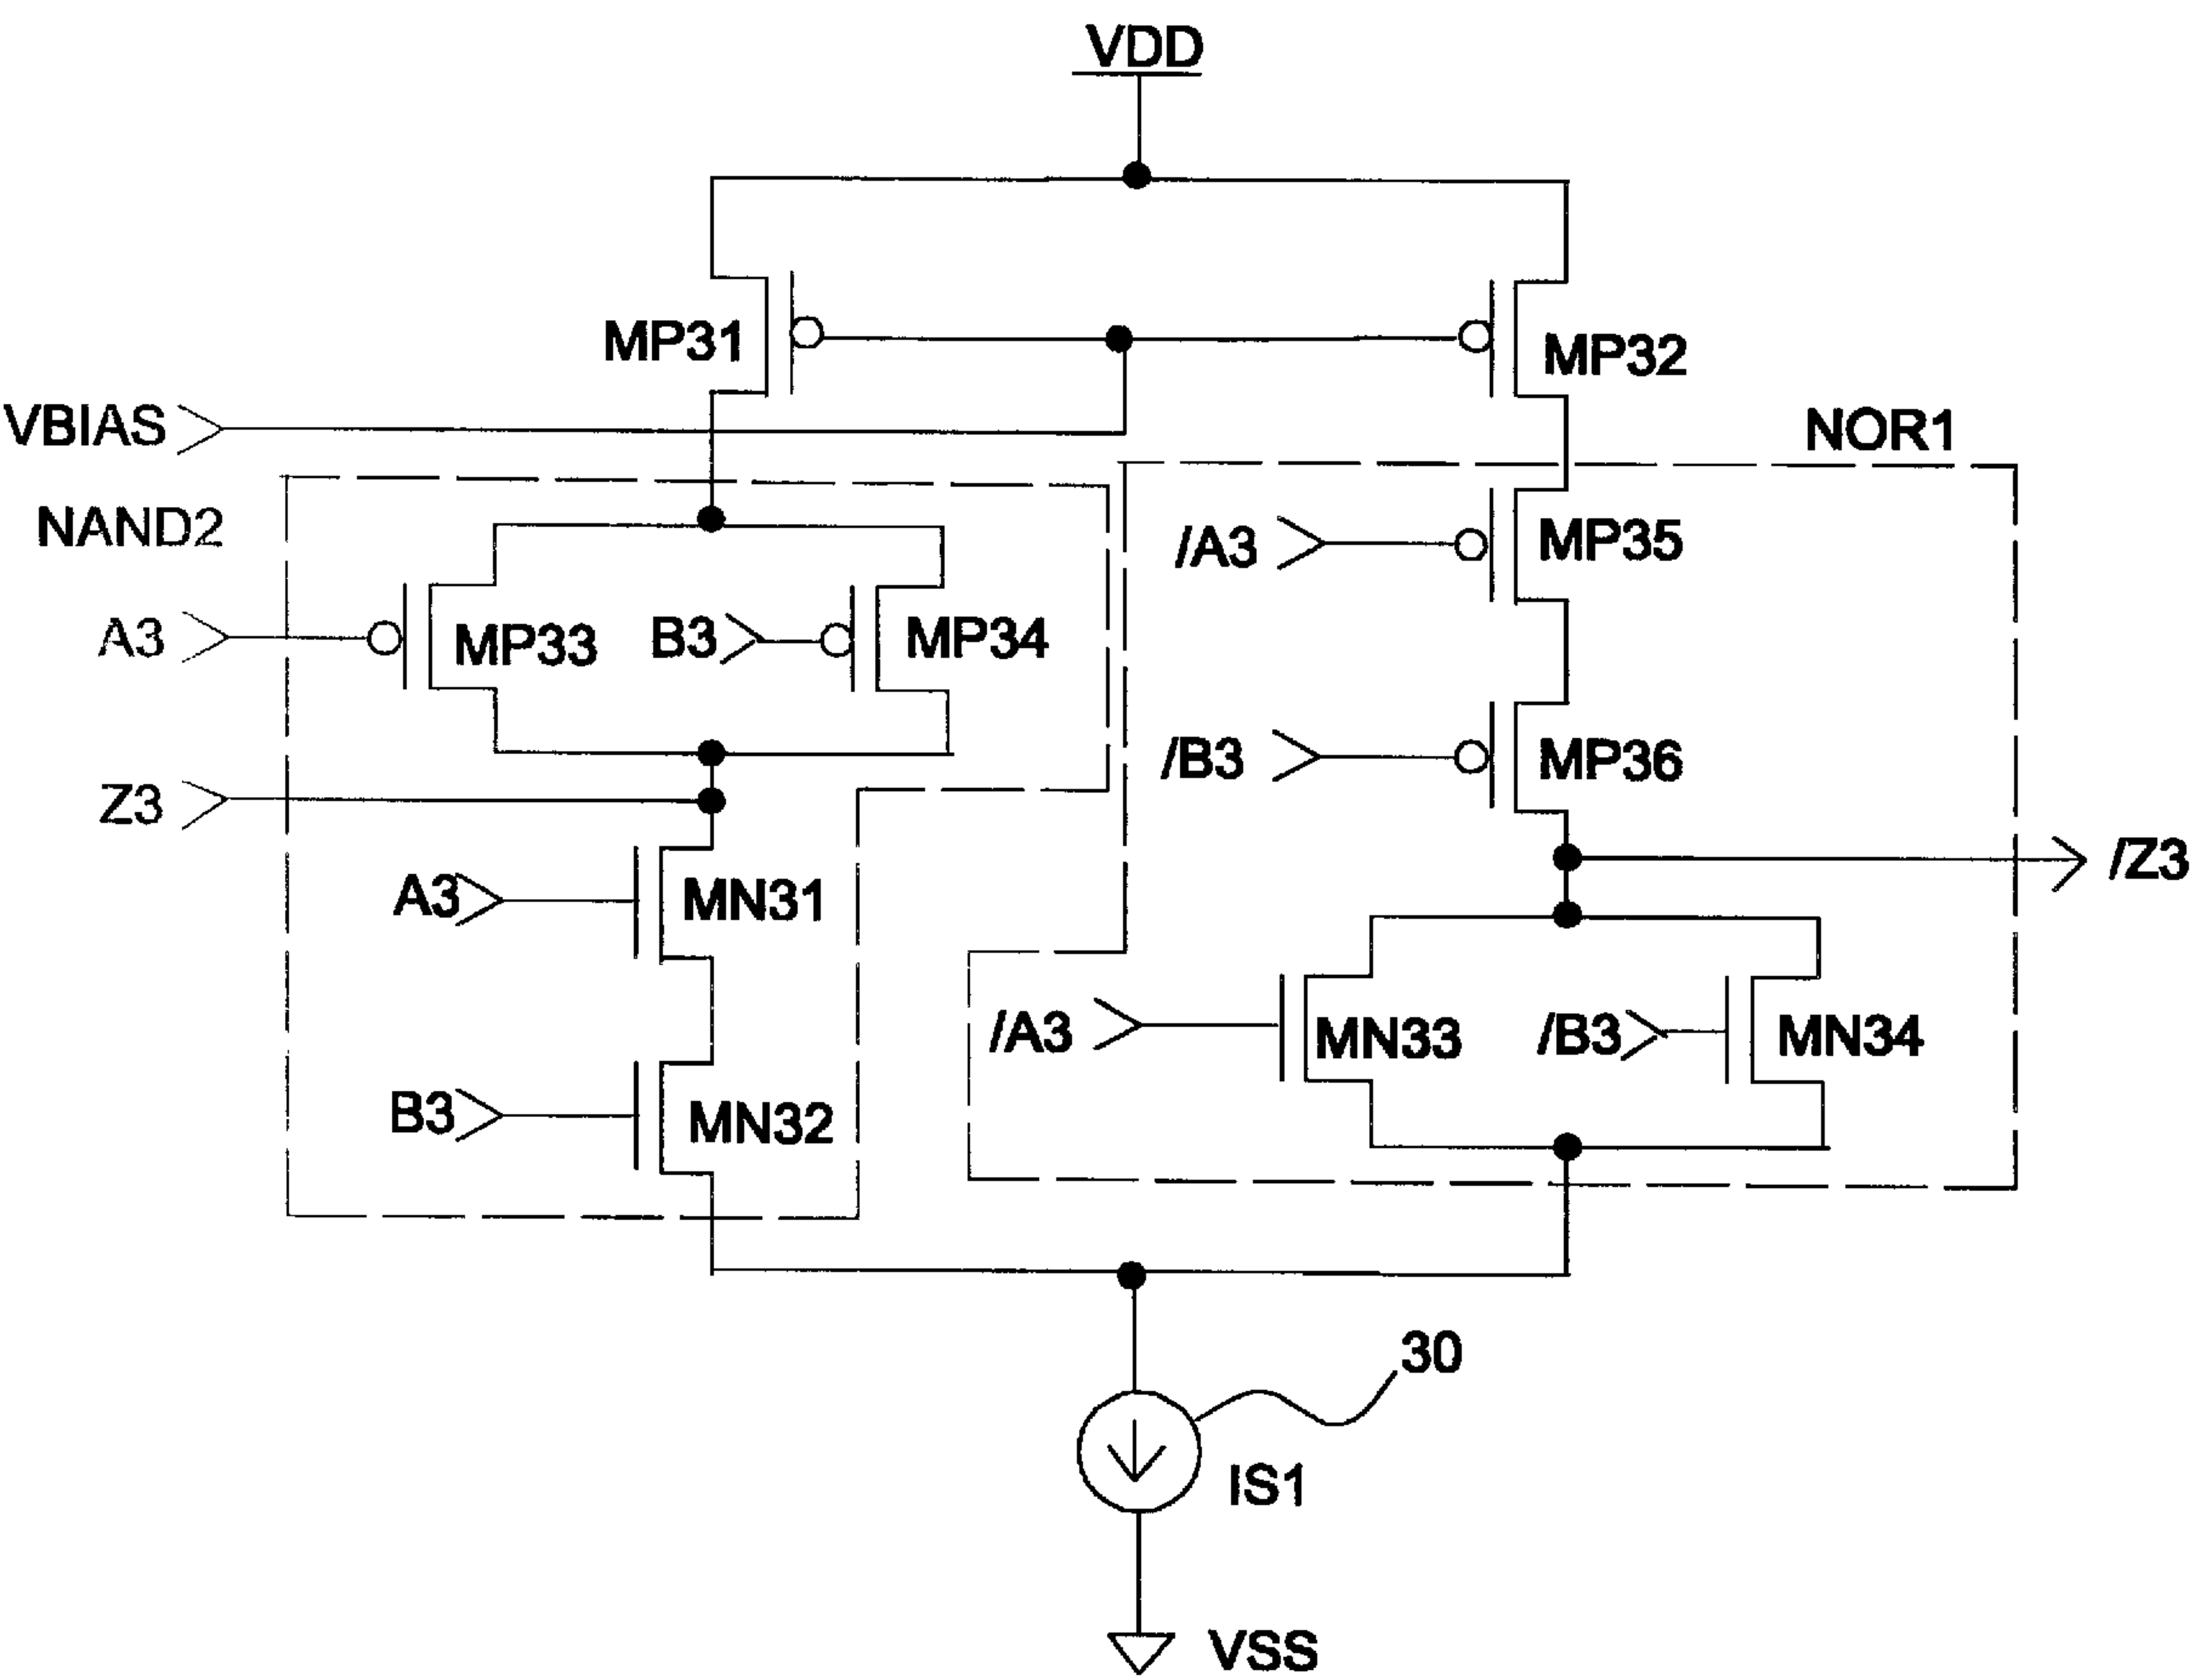 VDD
MP31
MP32
VBIAS
NOR1
NAND2
/A3
MP35
A3
MP33
B3
MP34
/B3
MP36
Z3
/Z3
A3
MN31
/A3
MN33
/B3
MN34
B3
MN32
30
IS1
VSS